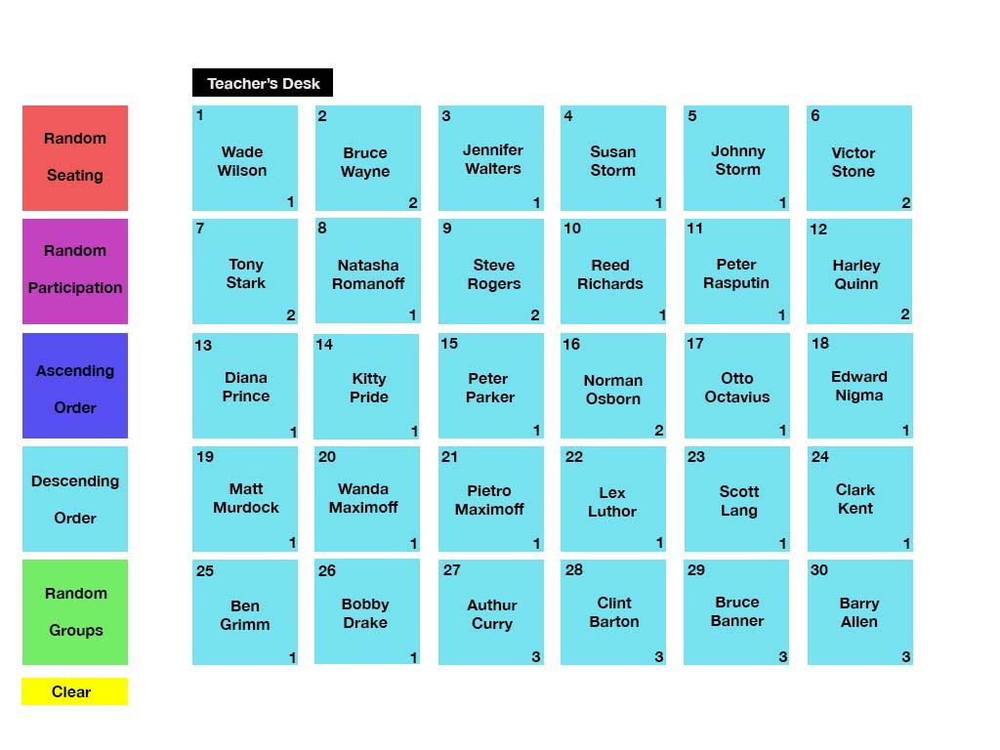 Teacher's Desk
Random
Seating
Random
Participation
Ascending
Order
Descending
Order
Random
Groups
Clear
1
Wade
Wilson
1
2
Bruce
Wayne
2
3
Jennifer
Walters
1
4
Susan
Storm
1
5
Johnny
Storm
1
6
Victor
Stone
2
7
Tony
Stark
2
8
Natasha
Romanoff
1
9
Steve
Rogers
2
10
Reed
Richards
1
11
Peter
Rasputin
1
12
Harley
Quinn
2
13
Diana
Prince
1
14
Kitty
Pride
1
15
Peter
Parker
1
16
Norman
Osborn
2
17
Otto
Octavius
1
18
Edward
Nigma
1
19
Matt
Murdock
1
20
Wanda
Maximoff
1
21
Pietro
Maximoff
1
22
Lex
Luthor
1
23
Scott
Lang
1
24
Clark
Kent
1
25
Ben
Grimm
1
26
Bobby
Drake
1
27
Authur
Curry
3
28
Clint
Barton
3
29
Bruce
Banner
3
30
Barry
Allen
3